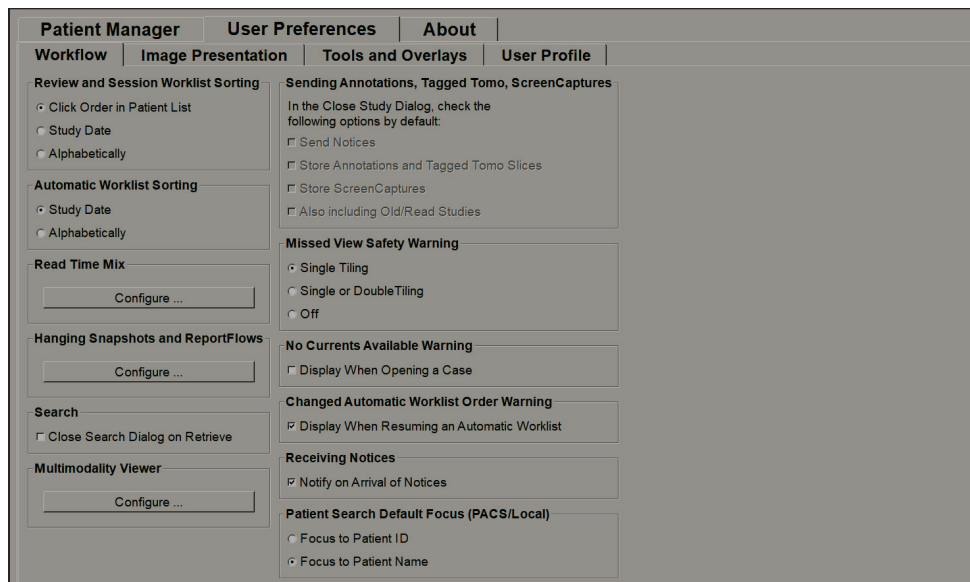 Patient Manager
User Preferences
About
Workflow
Image Presentation
Tools and Overlays
User Profile
Review and Session Worklist Sorting
Click Order in Patient List
Study Date
Alphabetically
Automatic Worklist Sorting
Study Date
Alphabetically
Read Time Mix
Configure ...
Hanging Snapshots and ReportFlows
Configure ...
Search
Close Search Dialog on Retrieve
Multimodality Viewer
Configure ...
Sending Annotations, Tagged Tomo, ScreenCaptures
In the Close Study Dialog, check the
following options by default:
Send Notices
Store Annotations and Tagged Tomo Slices
Store ScreenCaptures
Also including Old/Read Studies
Missed View Safety Warning
Single Tiling
Single or DoubleTiling
Off
No Currents Available Warning
Display When Opening a Case
Changed Automatic Worklist Order Warning
Display When Resuming an Automatic Worklist
Receiving Notices
Notify on Arrival of Notices
Patient Search Default Focus (PACS/Local)
Focus to Patient ID
Focus to Patient Name